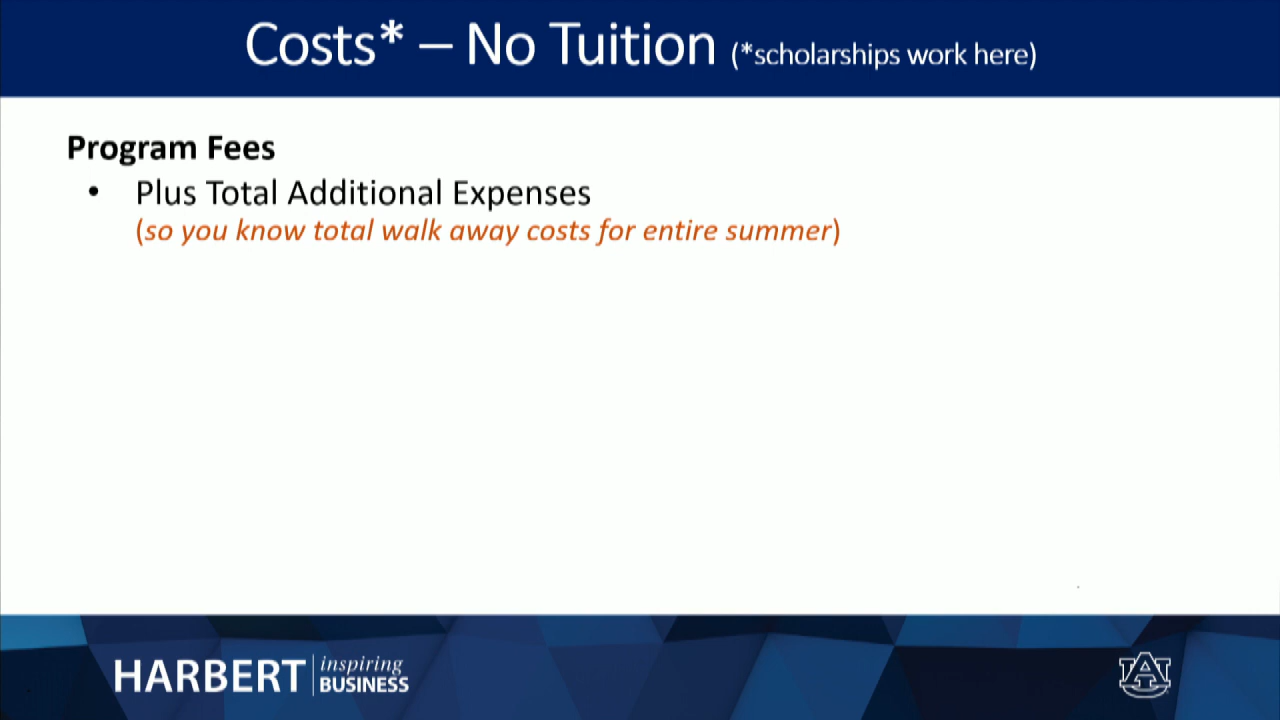 Costs* – No Tuition (*scholarships work here)
Program Fees
• Plus Total Additional Expenses
(so you know total walk away costs for entire summer)
HARBERT inspiring
BUSINESS
AU